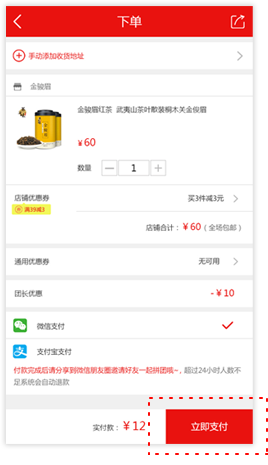 下单
手动添加收货地址
金骏眉
金骏眉红茶 武夷山茶叶散装桐木关金俊眉
¥60
数量 — 1 +
店铺优惠券 买3件减3元
满39减3
店铺合计：¥60（全场包邮）
通用优惠券 无可用
团长优惠 -¥10
微信支付
支付宝支付
付款完成后请分享到微信朋友圈邀请好友一起拼团哦~，超过24小时人数不
足系统会自动退款
实付款：¥12 立即支付